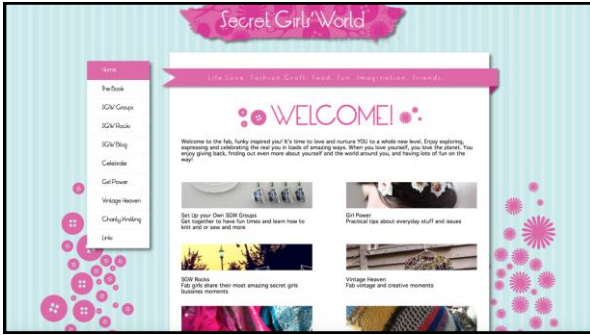 Secret Girls' World
Home
The Book
SGW Groups
SGW Rocks
SGW Blog
Celebrate
Girl Power
Vintage Heaven
Charity Knitting
Links
Life.Love. Fashion.Craft. Food. Fun. Imagination. Friends.
WELCOME!
Welcome to the fab, funky inspired you! It's time to love and nurture YOU to a whole new level. Enjoy exploring,
expressing and celebrating the real you in loads of amazing ways. When you love yourself, you love the planet. You
enjoy giving back, finding out even more about yourself and the world around you, and having lots of fun on the
way!
Set Up your Own SGW Groups
Get together to have fun times and learn how to
knit and or sew and more
Girl Power
Practical tips about everyday stuff and issues
SGW Rocks
Fab girls share their most amazing secret girls
bussines moments
Vintage Heaven
Fab vintage and creative moments